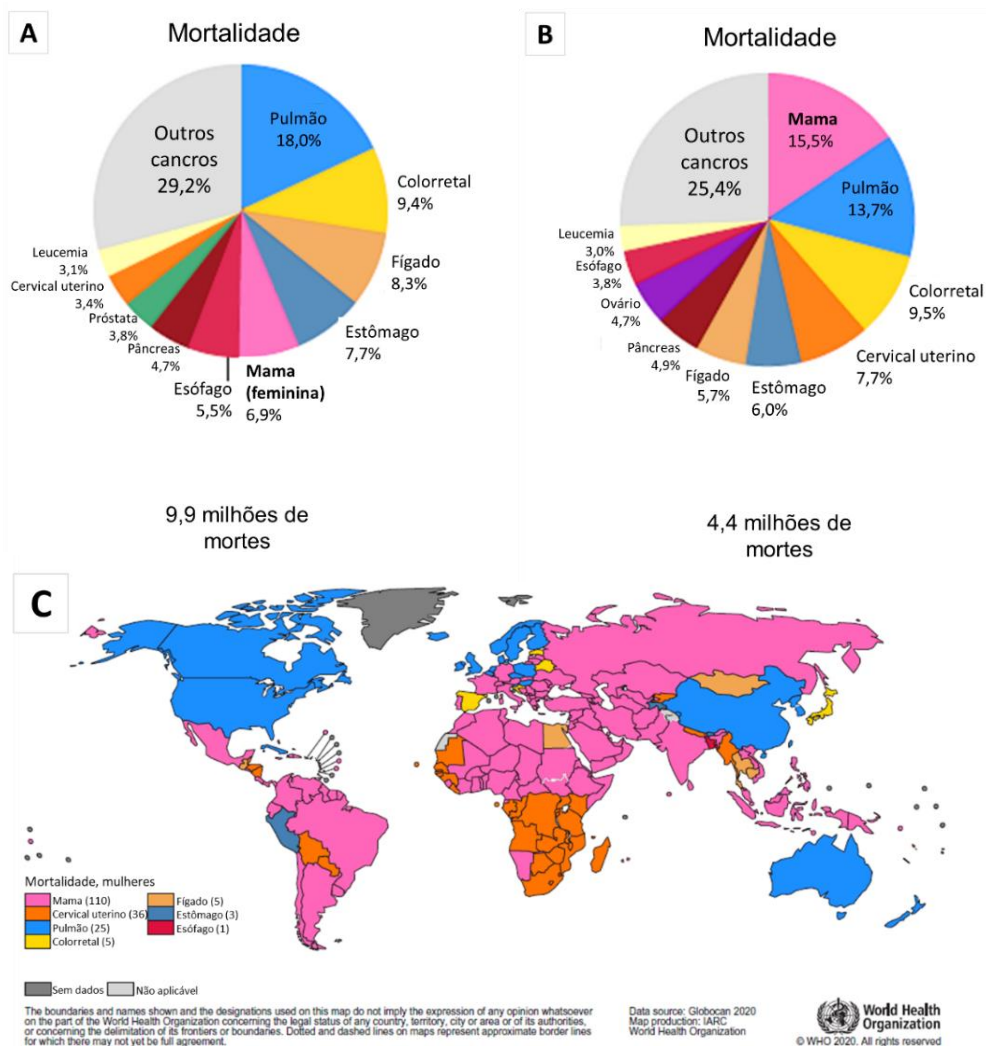 A
Mortalidade
Pulmão
18,0%
Colorretal
9,4%
Fígado
8,3%
Estômago
7,7%
Mama
(feminina)
6,9%
Esófago
5,5%
Pâncreas
4,7%
Próstata
3,8%
Cervical uterino
3,4%
Leucemia
3,1%
Outros
cancros
29,2%
9,9 milhões de
mortes
B
Mortalidade
Mama
15,5%
Pulmão
13,7%
Colorretal
9,5%
Cervical uterino
7,7%
Estômago
6,0%
Fígado
5,7%
Pâncreas
4,9%
Ovário
4,7%
Esófago
3,8%
Leucemia
3,0%
Outros
cancros
25,4%
4,4 milhões de
mortes
C
Mortalidade, mulheres
Mama (110)
Cervical uterino (36)
Pulmão (25)
Colorretal (5)
Fígado (5)
Estômago (3)
Esófago (1)
Sem dados
Não aplicável
The boundaries and names shown and the designations used on this map do not imply the expression of any opinion whatsoever
on the part of the World Health Organization concerning the legal status of any country, territory, city or area or of its authorities,
or concerning the delimitation of its frontiers or boundaries. Dotted and dashed lines on maps represent approximate border lines
for which there may not yet be full agreement.
Data source: Globocan 2020
Map production: IARC
World Health Organization
World Health
Organization
© WHO 2020. All rights reserved